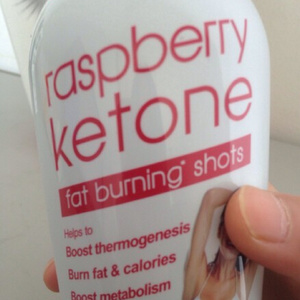 raspberry
ketone
fat burning* shots
Helps to
Boost thermogenesis
Burn fat & calories
Boost metabolism